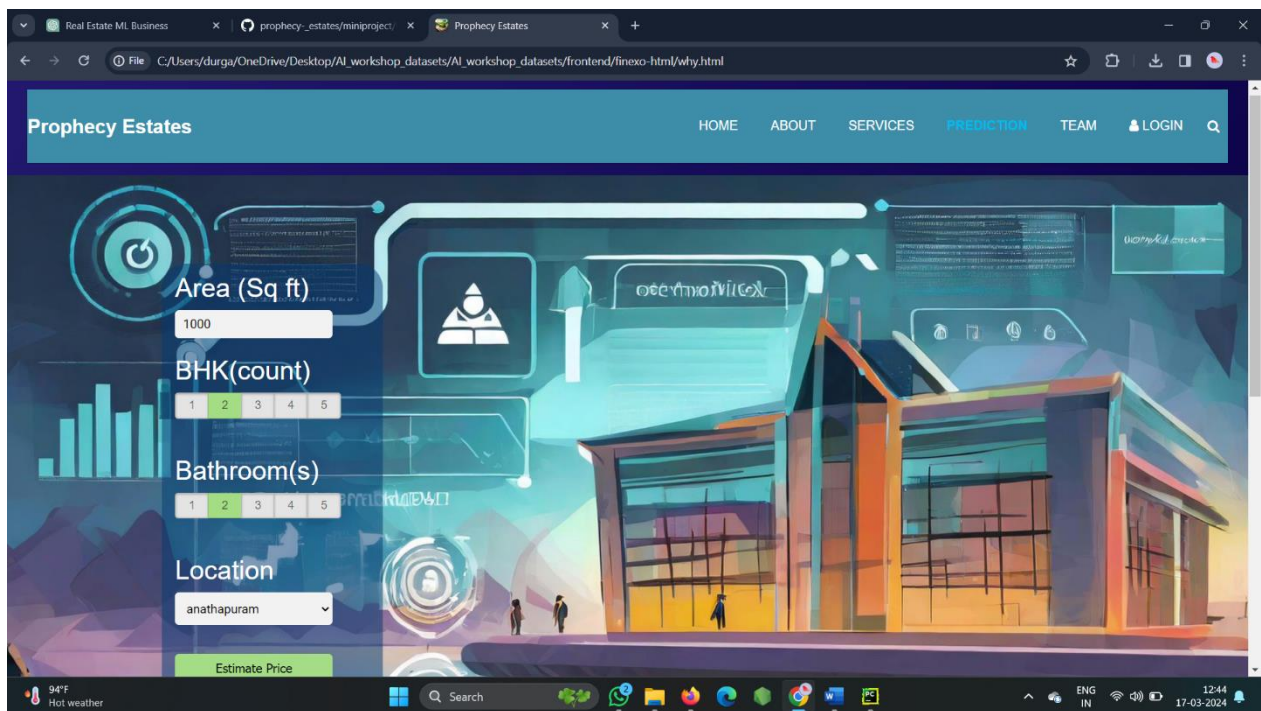 Real Estate ML Business
prophecy-_estates/miniproject/
Prophecy Estates
File C:/Users/durga/OneDrive/Desktop/AI_workshop_datasets/AI_workshop_datasets/frontend/finexo-html/why.html
Prophecy Estates
HOME ABOUT SERVICES PREDICTION TEAM LOGIN
Area (Sq ft)
1000
BHK(count)
1 2 3 4 5
Bathroom(s)
1 2 3 4 5
Location
anathapuram
Estimate Price
94°F
Hot weather
Search
ENG
IN
12:44
17-03-2024